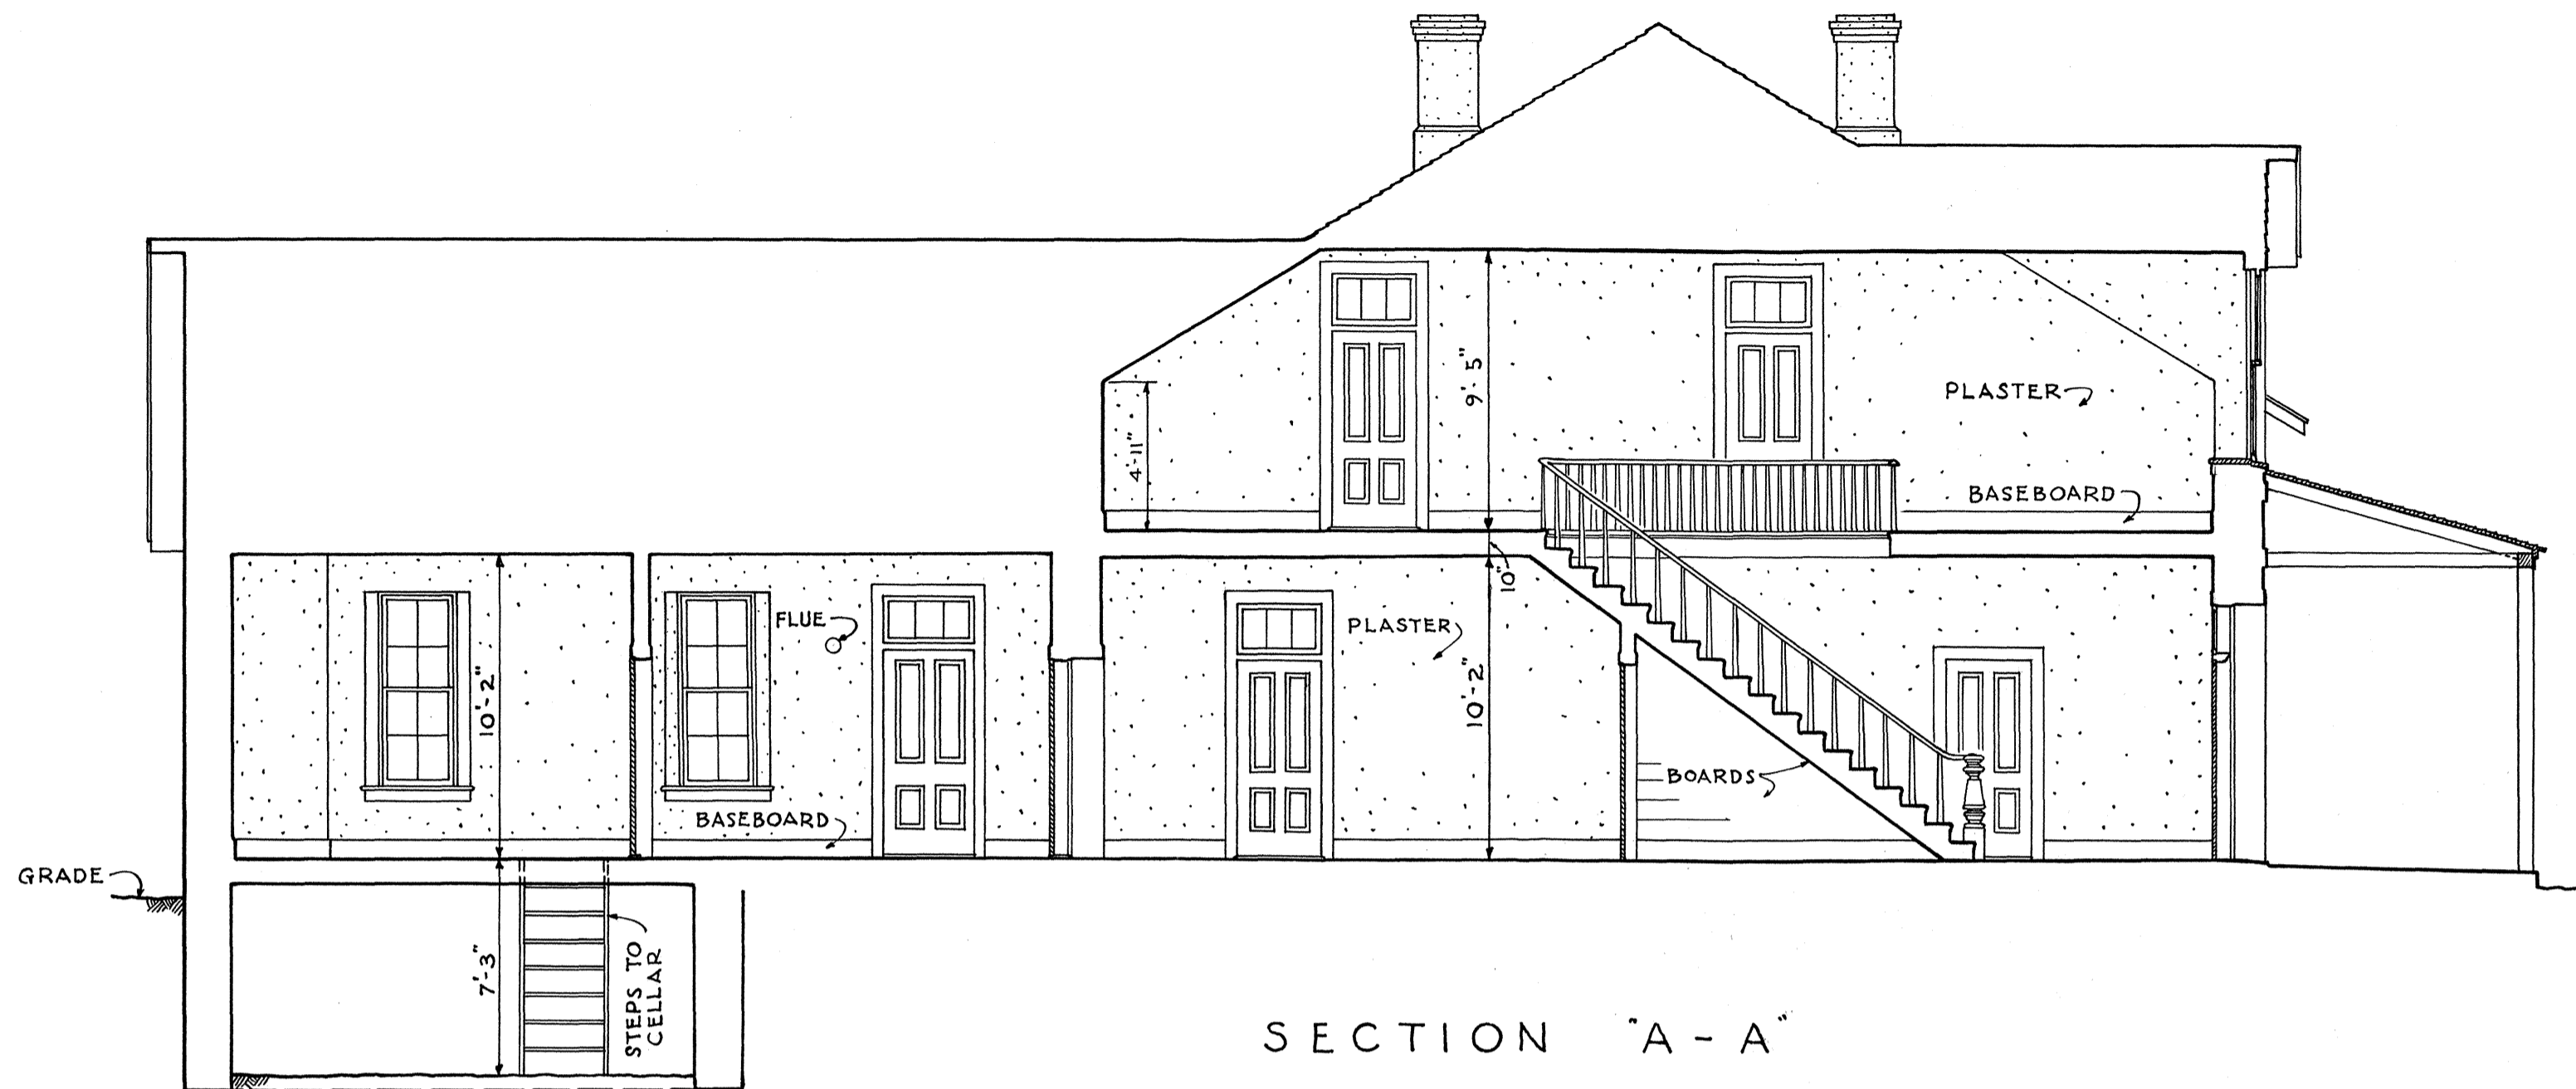 PLASTER
9'-5"
4'-11"
BASEBOARD
10"
FLUE
PLASTER
10'-2"
10'-2"
BOARDS
BASEBOARD
GRADE
7'-3"
STEPS TO
CELLAR
SECTION "A-A"